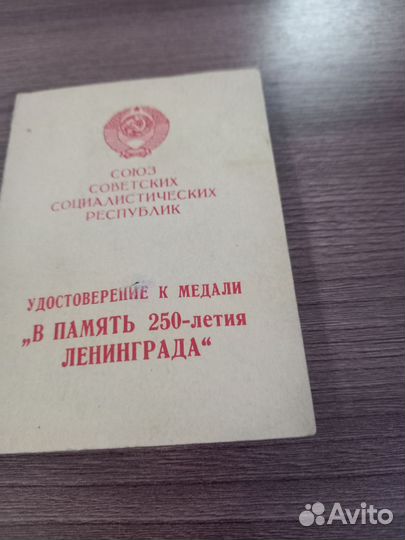 СОЮЗ
СОВЕТСКИХ
СОЦИАЛИСТИЧЕСКИХ
РЕСПУБЛИК
УДОСТОВЕРЕНИЕ К МЕДАЛИ
„В ПАМЯТЬ 250-летия
ЛЕНИНГРАДА“
Avito